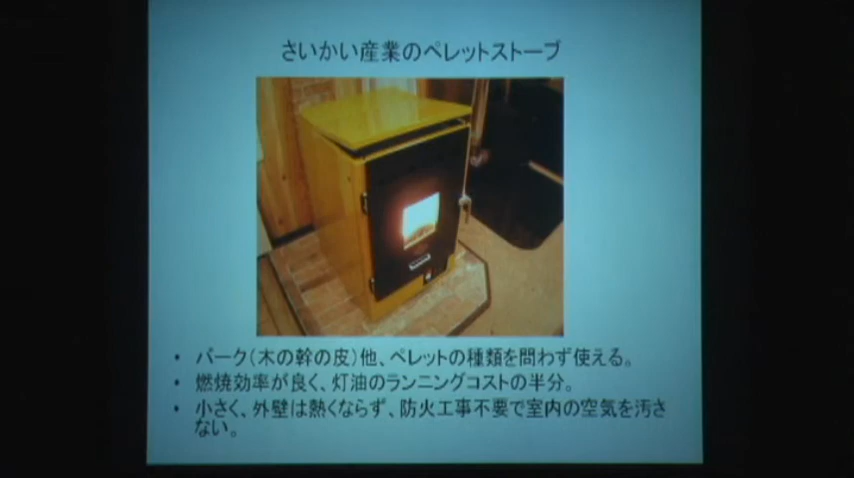 さいかい産業のペレットストーブ
• バーク(木の幹の皮)他、ペレットの種類を問わず使える。
• 燃焼効率が良く、灯油のランニングコストの半分。
• 小さく、外壁は熱くならず、防火工事不要で室内の空気を汚さ
ない。